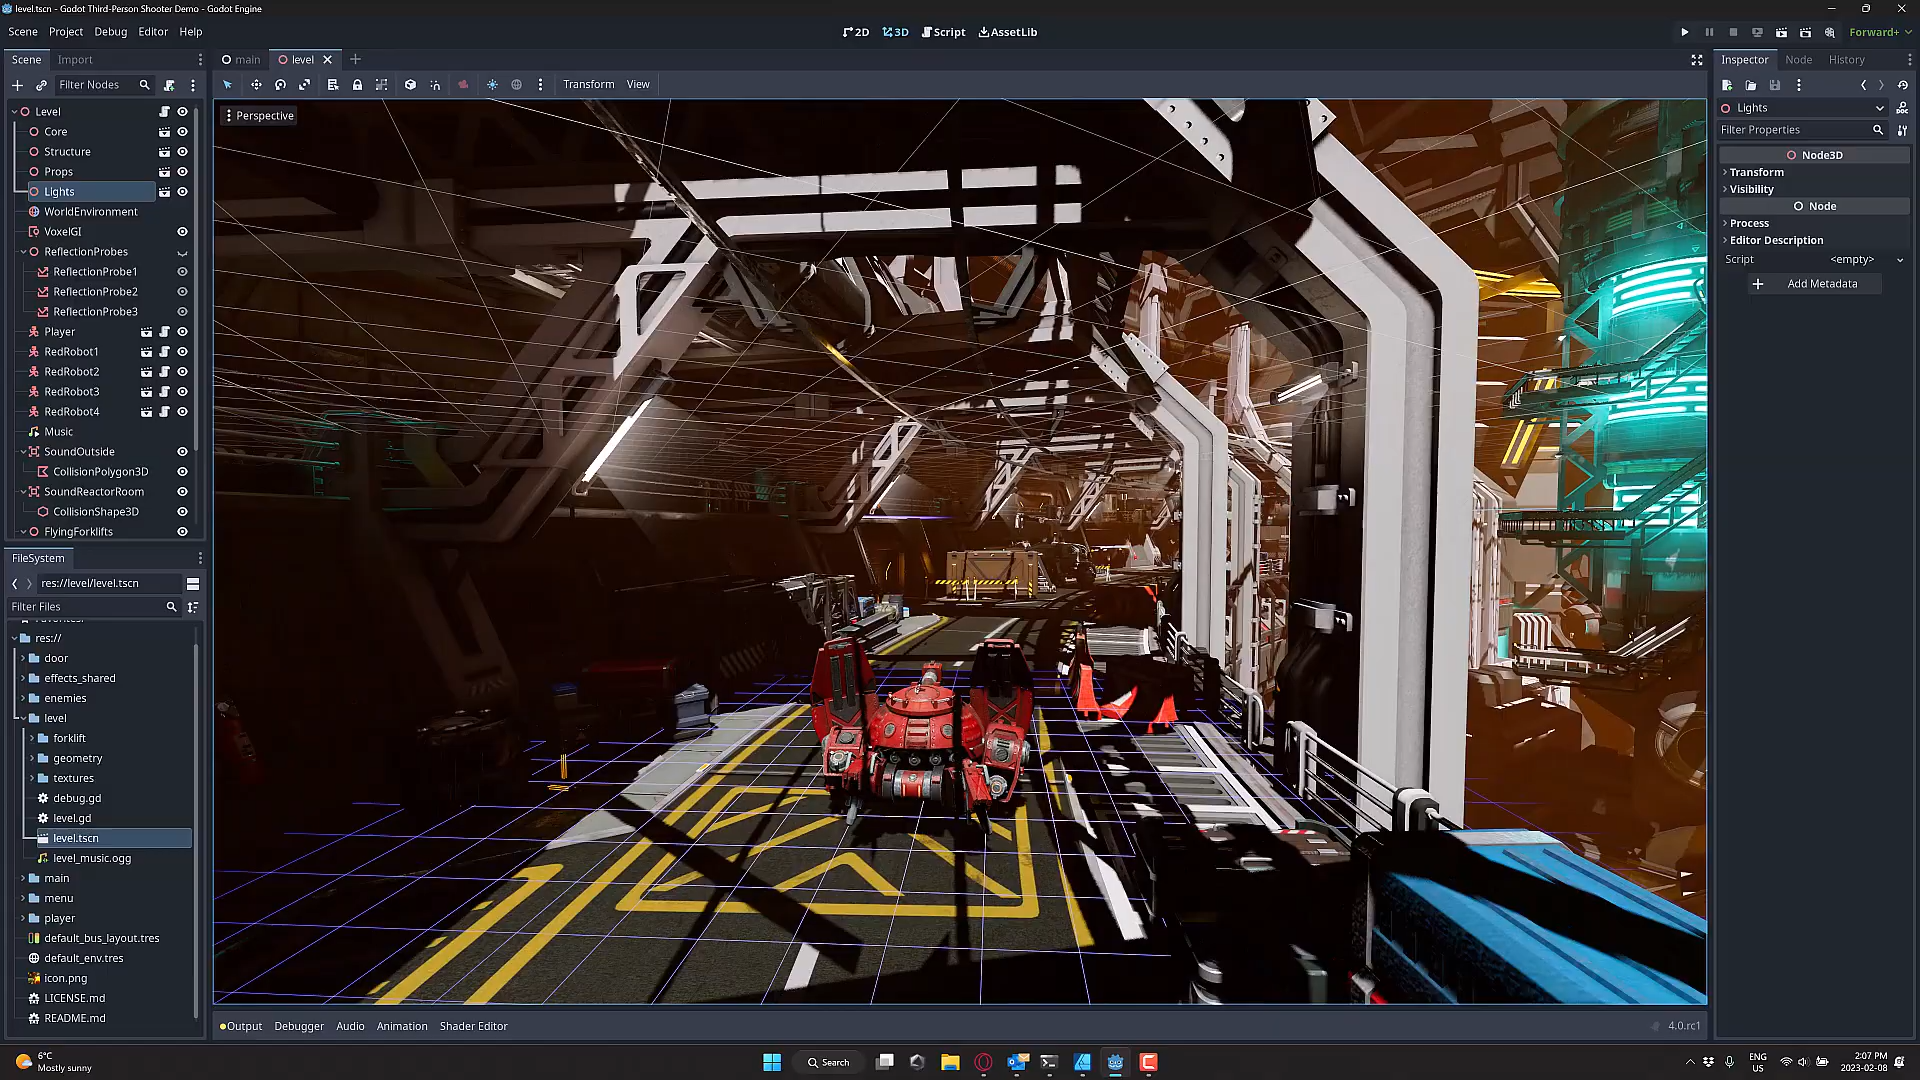 level.tscn - Godot Third-Person Shooter Demo - Godot Engine
Scene Project Debug Editor Help
2D 3D Script AssetLib
Forward+
Scene Import
main level
Inspector Node History
Filter Nodes
Transform View
Perspective
Level
Core
Structure
Props
Lights
WorldEnvironment
VoxelGI
ReflectionProbes
ReflectionProbe1
ReflectionProbe2
ReflectionProbe3
Player
RedRobot1
RedRobot2
RedRobot3
RedRobot4
Music
SoundOutside
CollisionPolygon3D
SoundReactorRoom
CollisionShape3D
FlyingForklifts
FileSystem
res://level/level.tscn
Filter Files
res://
door
effects_shared
enemies
level
forklift
geometry
textures
debug.gd
level.gd
level.tscn
level_music.ogg
main
menu
player
default_bus_layout.tres
default_env.tres
icon.png
LICENSE.md
README.md
Lights
DOC
Filter Properties
Node3D
Transform
Visibility
Node
Process
Editor Description
Script <empty>
Add Metadata
Output Debugger Audio Animation Shader Editor
4.0.rc1
6°C
Mostly sunny
Search
ENG
US
2:07 PM
2023-02-08